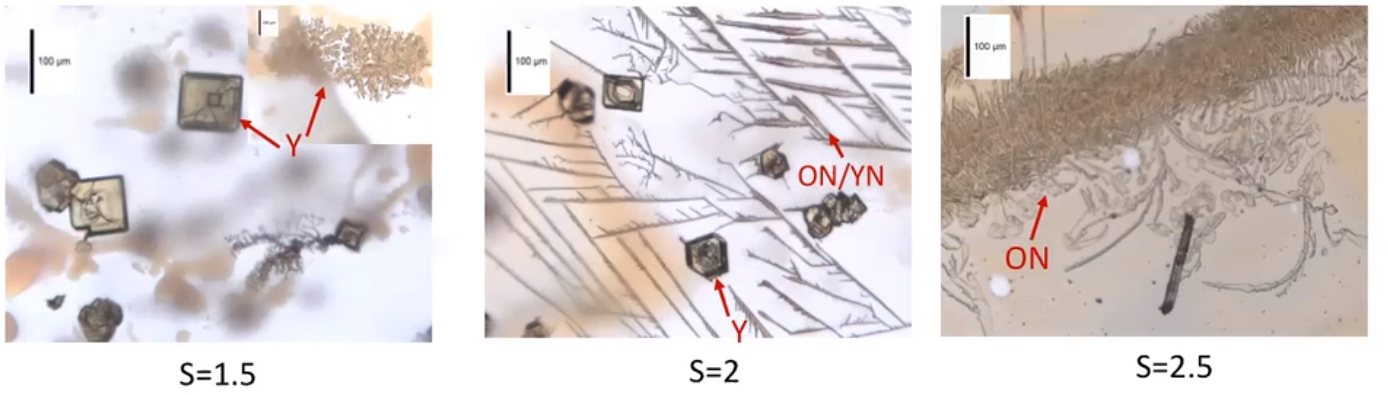 100 µm
Y
S=1.5
100 µm
ON/YN
Y
S=2
100 µm
ON
S=2.5